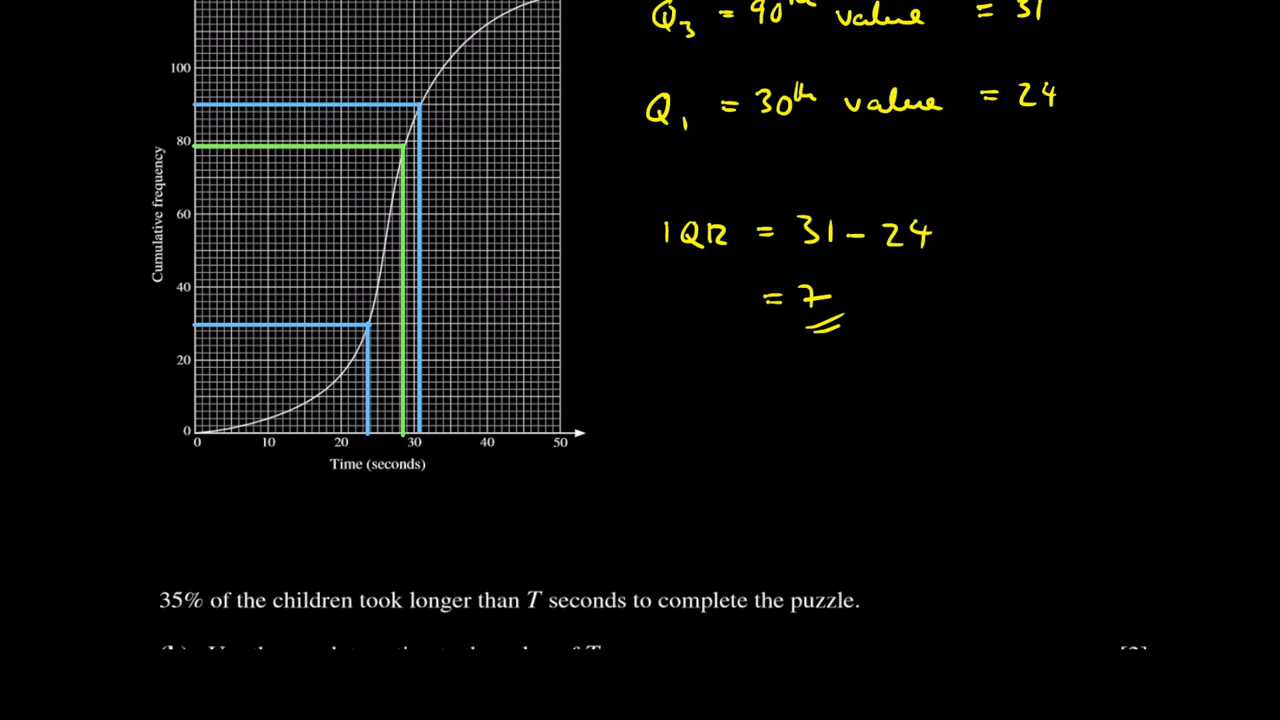 Q3 = 90th value = 31
100
Q1 = 30th value = 24
80
Cumulative frequency
60
IQR = 31 - 24
40
= 7
20
0
0 10 20 30 40 50
Time (seconds)
35% of the children took longer than T seconds to complete the puzzle.